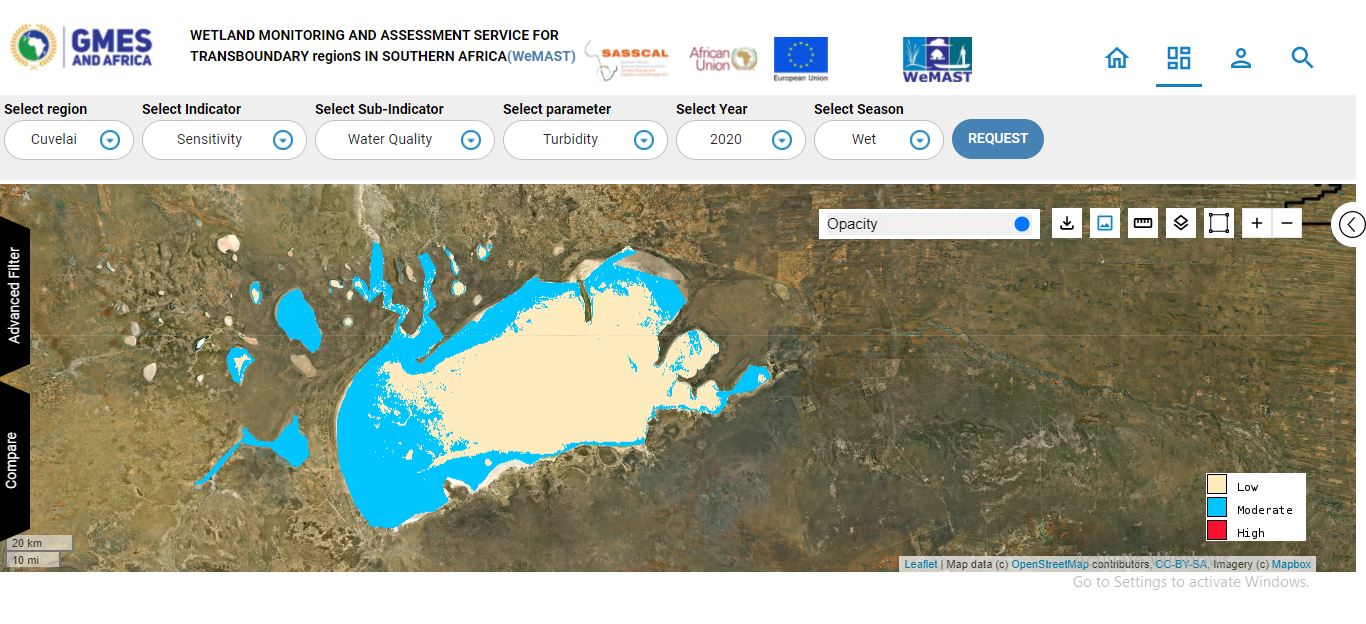 GMES
AND AFRICA
WETLAND MONITORING AND ASSESSMENT SERVICE FOR
TRANSBOUNDARY regionS IN SOUTHERN AFRICA(WeMAST)
SASSCAL
African
Union
European Union
WeMAST
Select region
Select Indicator
Select Sub-Indicator
Select parameter
Select Year
Select Season
Cuvelai
Sensitivity
Water Quality
Turbidity
2020
Wet
REQUEST
Opacity
+
−
Advanced Filter
Compare
Low
Moderate
High
20 km
10 mi
Leaflet | Map data (c) OpenStreetMap contributors, CC-BY-SA, Imagery (c) Mapbox
Go to Settings to activate Windows.